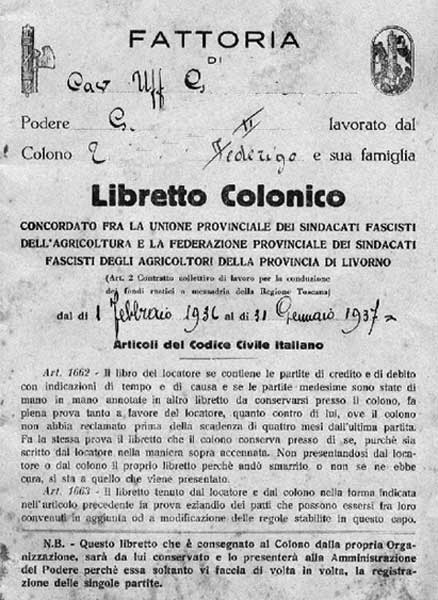 FATTORIA
DI
Cav Uff G.
Podere G. VI lavorato dal
Colono Federigo e sua famiglia
Libretto Colonico
CONCORDATO FRA LA UNIONE PROVINCIALE DEI SINDACATI FASCISTI
DELL'AGRICOLTURA E LA FEDERAZIONE PROVINCIALE DEI SINDACATI
FASCISTI DEGLI AGRICOLTORI DELLA PROVINCIA DI LIVORNO
(Art. 2 Contratto collettivo di lavoro per la conduzione
dei fondi rustici a mezzadria della Regione Toscana)
dal di 1 Febbraio 1936 al di 31 Gennaio 1937
Articoli del Codice Civile Italiano
Art. 1662 - Il libro del locatore se contiene le partite di credito e di debito
con indicazioni di tempo e di causa e se le partite medesime sono state di
mano in mano annotate in altro libretto da conservarsi presso il colono, fa
piena prova tanto a favore del locatore, quanto contro di lui, ove il colono
non abbia reclamato prima della scadenza di quattro mesi dall'ultima partita.
Fa la stessa prova il libretto che il colono conserva presso di se, purchè sia
scritto dal locatore nella maniera sopra accennata. Non presentandosi dal loca-
tore o dal colono il proprio libretto perchè andò smarrito o non se ne ebbe
cura, si sta a quello che viene presentato.
Art. 1663 - Il libretto tenuto dal locatore e dal colono nella forma indicata
nell'articolo precedente fa prova eziandio dei patti che possono essersi fra loro
convenuti in aggiunta od a modificazione delle regole stabilite in questo capo.
N.B. - Questo libretto che è consegnato al Colono dalla propria Orga-
nizzazione, sarà da lui conservato e lo presenterà alla Amministrazione
del Podere perchè essa soltanto vi faccia di volta in volta, la registra-
zione delle singole partite.